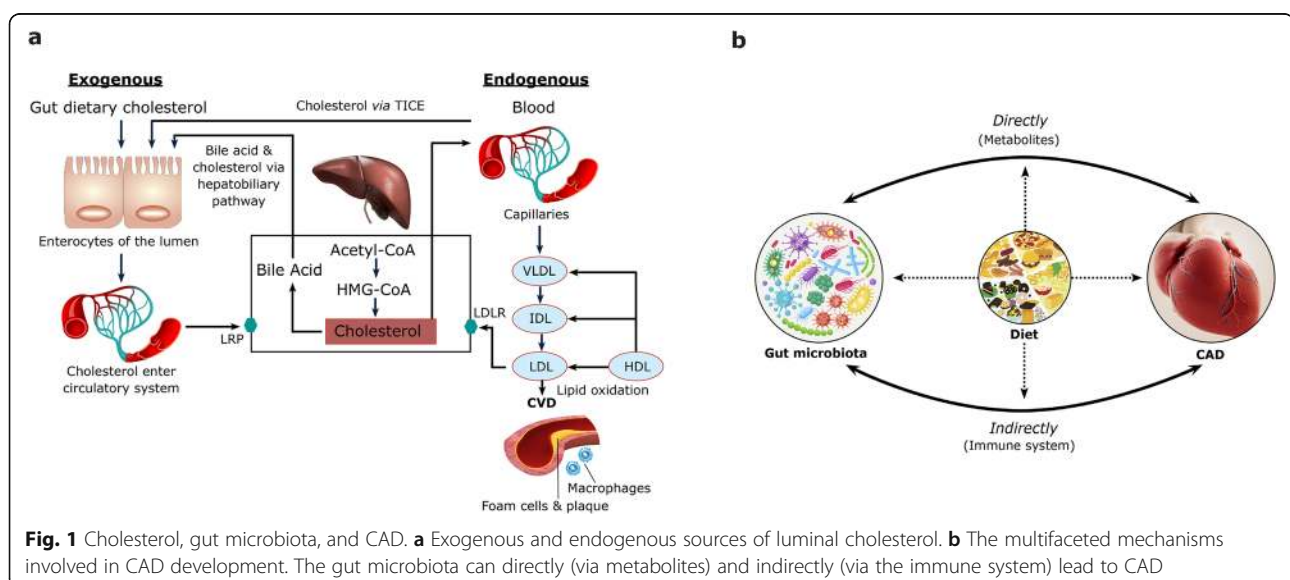 a
Exogenous
Gut dietary cholesterol
Cholesterol via TICE
Endogenous
Blood
Bile acid &
cholesterol via
hepatobiliary
pathway
Enterocytes of the lumen
Capillaries
Acetyl-CoA
Bile Acid
HMG-CoA
Cholesterol
LRP
LDLR
VLDL
IDL
LDL
HDL
Lipid oxidation
CVD
Cholesterol enter
circulatory system
Macrophages
Foam cells & plaque
b
Directly
(Metabolites)
Gut microbiota
Diet
CAD
Indirectly
(Immune system)
Fig. 1 Cholesterol, gut microbiota, and CAD. a Exogenous and endogenous sources of luminal cholesterol. b The multifaceted mechanisms
involved in CAD development. The gut microbiota can directly (via metabolites) and indirectly (via the immune system) lead to CAD